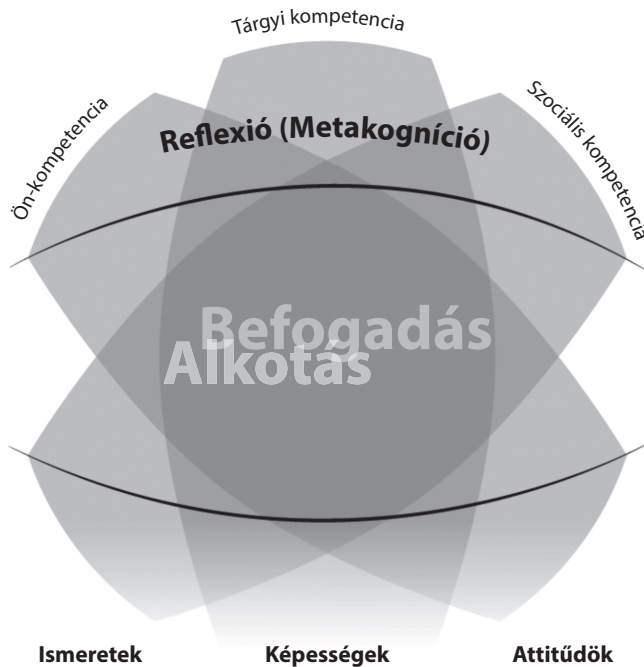 Tárgyi kompetencia
Ön-kompetencia
Szociális kompetencia
Reflexió (Metakogníció)
Befogadás
Alkotás
Ismeretek Képességek Attitűdök